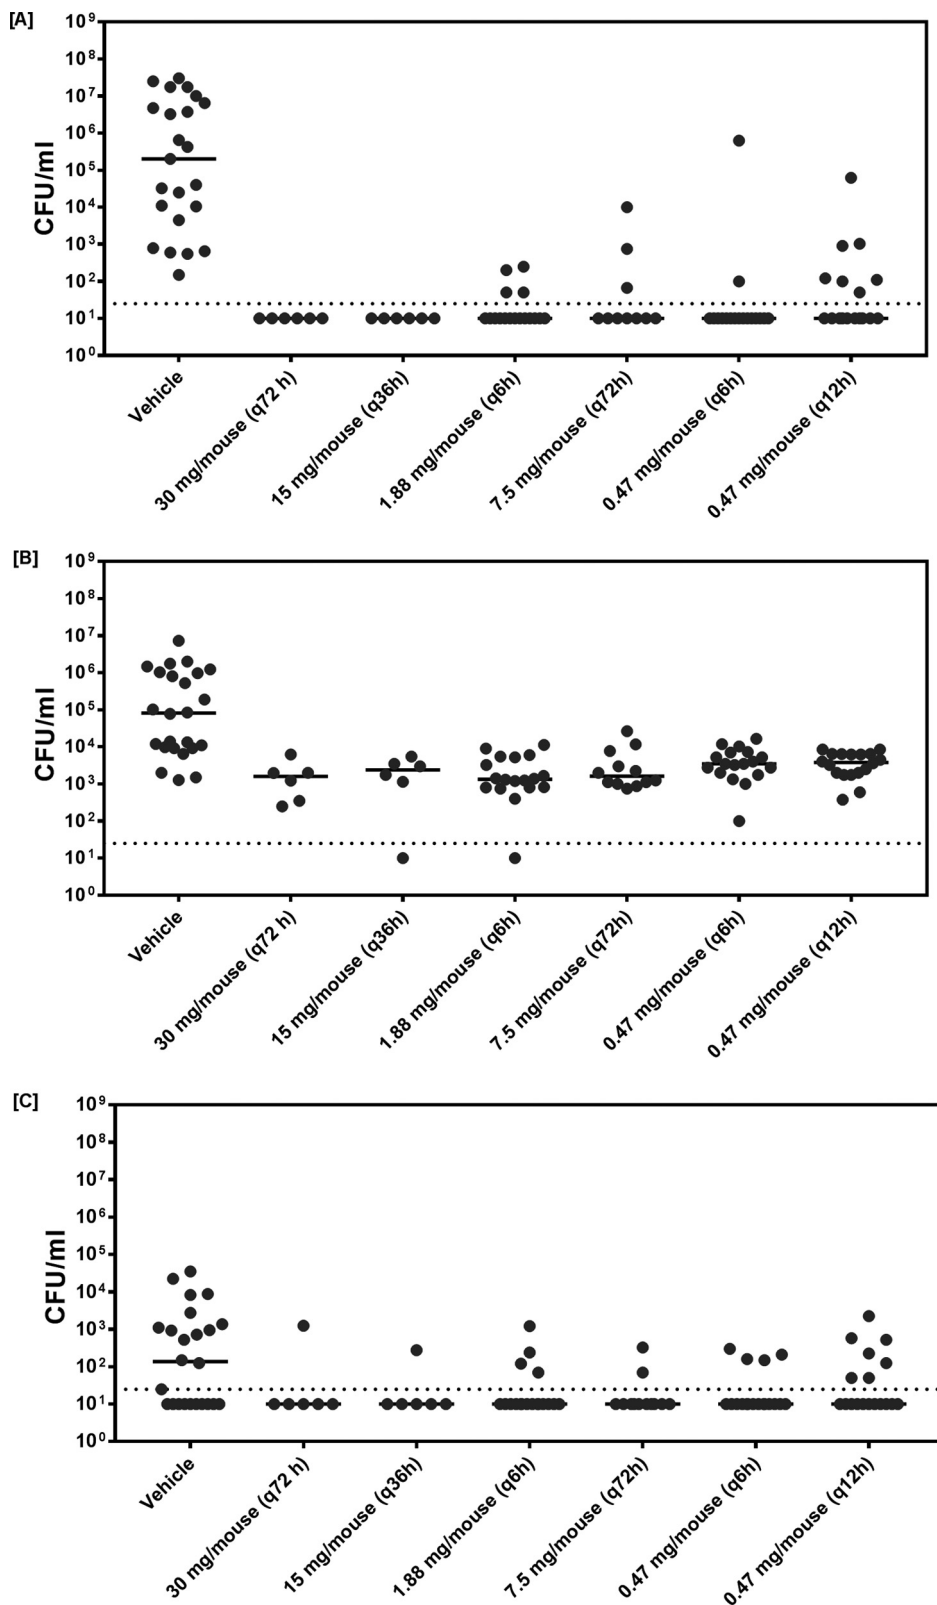 [A]
CFU/ml
10⁹
10⁸
10⁷
10⁶
10⁵
10⁴
10³
10²
10¹
10⁰
Vehicle
30 mg/mouse (q72 h)
15 mg/mouse (q36h)
1.88 mg/mouse (q6h)
7.5 mg/mouse (q72h)
0.47 mg/mouse (q6h)
0.47 mg/mouse (q12h)
[B]
CFU/ml
10⁹
10⁸
10⁷
10⁶
10⁵
10⁴
10³
10²
10¹
10⁰
Vehicle
30 mg/mouse (q72 h)
15 mg/mouse (q36h)
1.88 mg/mouse (q6h)
7.5 mg/mouse (q72h)
0.47 mg/mouse (q6h)
0.47 mg/mouse (q12h)
[C]
CFU/ml
10⁹
10⁸
10⁷
10⁶
10⁵
10⁴
10³
10²
10¹
10⁰
Vehicle
30 mg/mouse (q72 h)
15 mg/mouse (q36h)
1.88 mg/mouse (q6h)
7.5 mg/mouse (q72h)
0.47 mg/mouse (q6h)
0.47 mg/mouse (q12h)